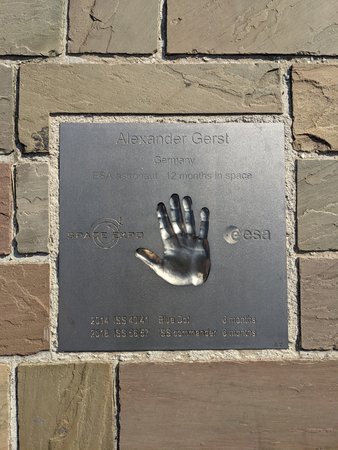 Alexander Gerst
Germany
ESA astronaut 12 months in space
SPACE EXPO
esa
2014 ISS 40/41 Blue Dot 6 months
2018 ISS 56/57 ISS commander 6 months